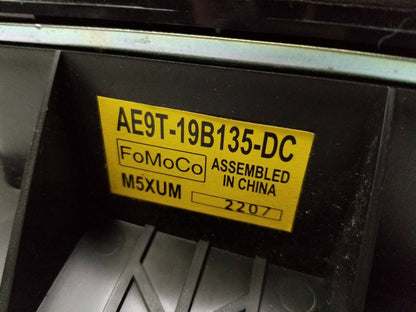 AE9T-19B135-DC
FoMoCo ASSEMBLED
IN CHINA
M5XUM 2207